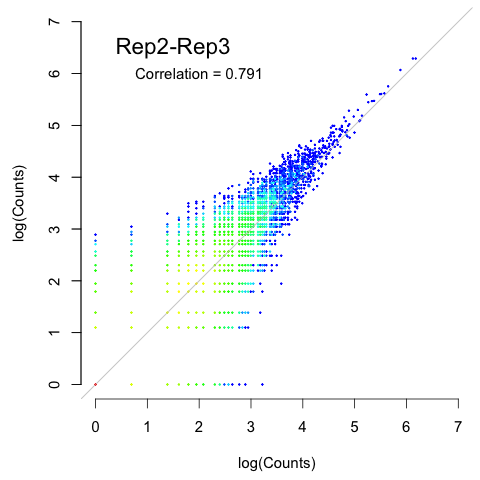 Rep2-Rep3
Correlation = 0.791
log(Counts)
7
6
5
4
3
2
1
0
0 1 2 3 4 5 6 7
log(Counts)